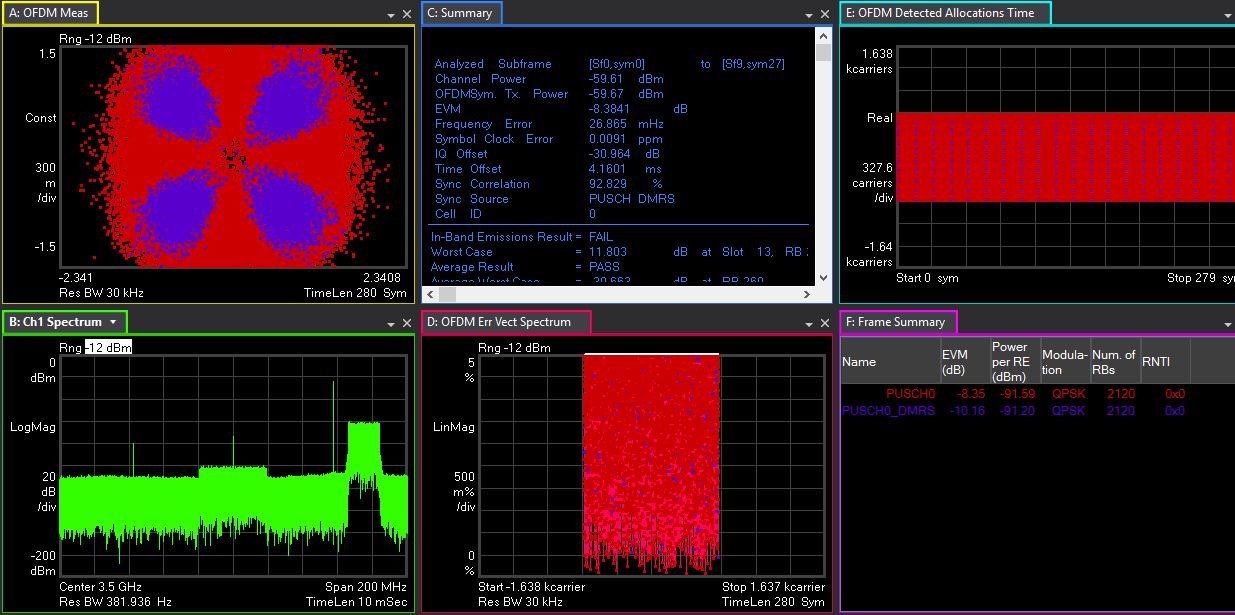 A: OFDM Meas
Rng -12 dBm
1.5
Const
300
m
/div
-1.5
-2.341
2.3408
Res BW 30 kHz
TimeLen 280 Sym
C: Summary
Analyzed Subframe [Sf0,sym0] to [Sf9,sym27]
Channel Power -59.61 dBm
OFDMSym. Tx. Power -59.67 dBm
EVM -8.3841 dB
Frequency Error 26.865 mHz
Symbol Clock Error 0.0091 ppm
IQ Offset -30.964 dB
Time Offset 4.1601 ms
Sync Correlation 92.829 %
Sync Source PUSCH DMRS
Cell ID 0
In-Band Emissions Result = FAIL
Worst Case = 11.803 dB at Slot 13, RB
Average Result = PASS
Average Worst Case = -30.663 dB at RB 260
E: OFDM Detected Allocations Time
1.638
kcarriers
Real
327.6
carriers
/div
-1.64
kcarriers
Start 0 sym
Stop 279
B: Ch1 Spectrum
Rng -12 dBm
0
dBm
LogMag
20
dB
/div
-200
dBm
Center 3.5 GHz
Span 200 MHz
Res BW 381.936 Hz
TimeLen 10 mSec
D: OFDM Err Vect Spectrum
Rng -12 dBm
5
%
LinMag
500
m%
/div
0
%
Start -1.638 kcarrier
Stop 1.637 kcarrier
Res BW 30 kHz
TimeLen 280 Sym
F: Frame Summary
Name EVM (dB) Power per RE (dBm) Modula-tion Num. of RBs RNTI
PUSCH0 -8.35 -91.59 QPSK 2120 0x0
PUSCH0_DMRS -10.16 -91.20 QPSK 2120 0x0